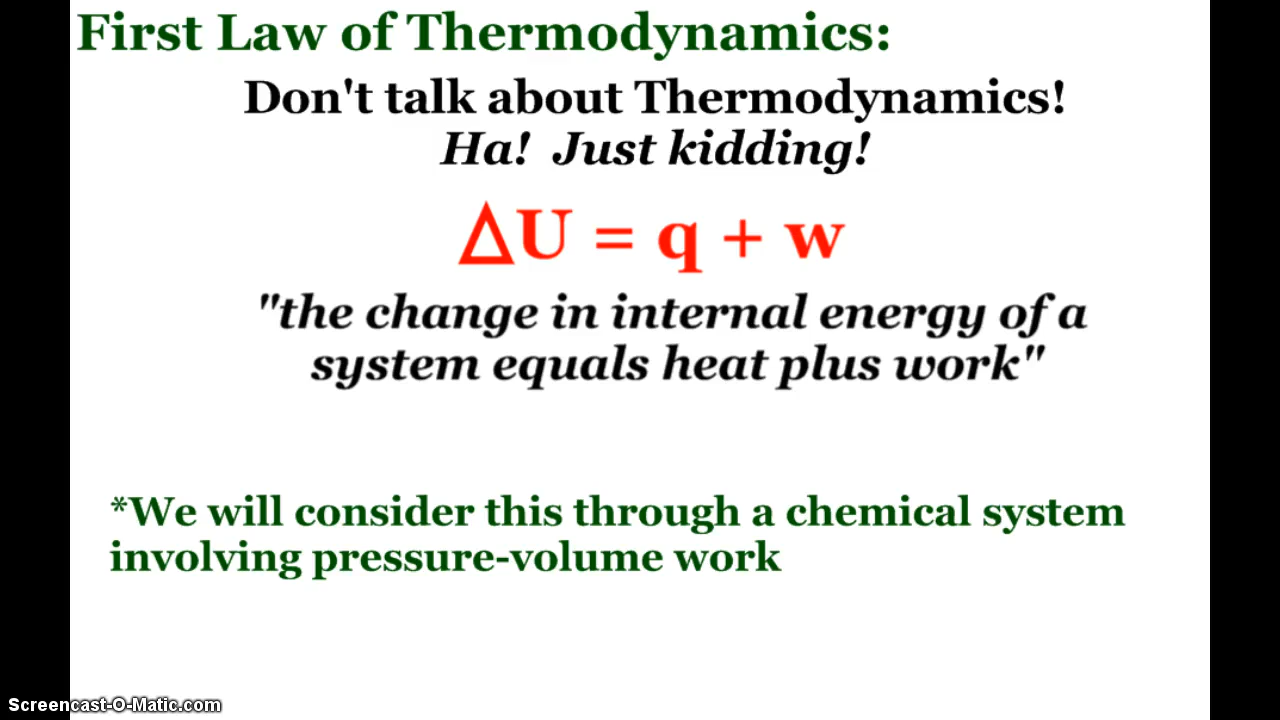 First Law of Thermodynamics:
Don't talk about Thermodynamics!
Ha!  Just kidding!
ΔU = q + w
"the change in internal energy of a
system equals heat plus work"
*We will consider this through a chemical system
involving pressure-volume work
Screencast-O-Matic.com